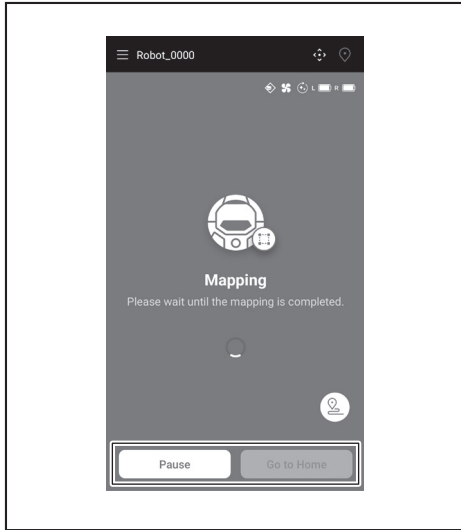 Robot_0000
L R
Mapping
Please wait until the mapping is completed.
Pause Go to Home